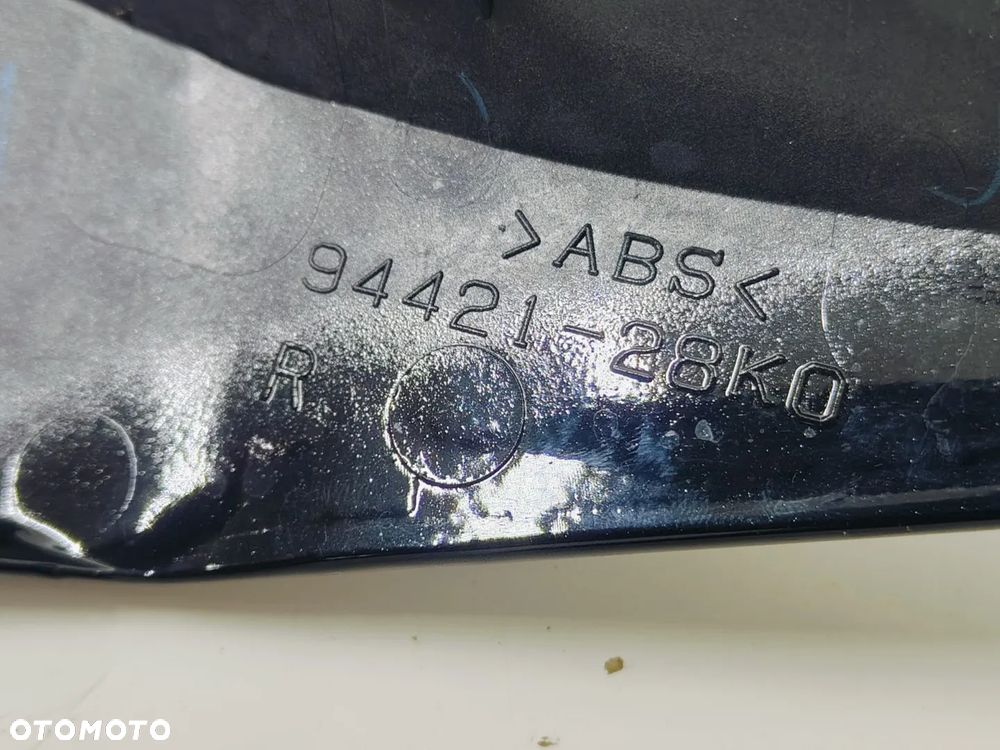 >ABS<
94421-28K0
R
OTOMOTO